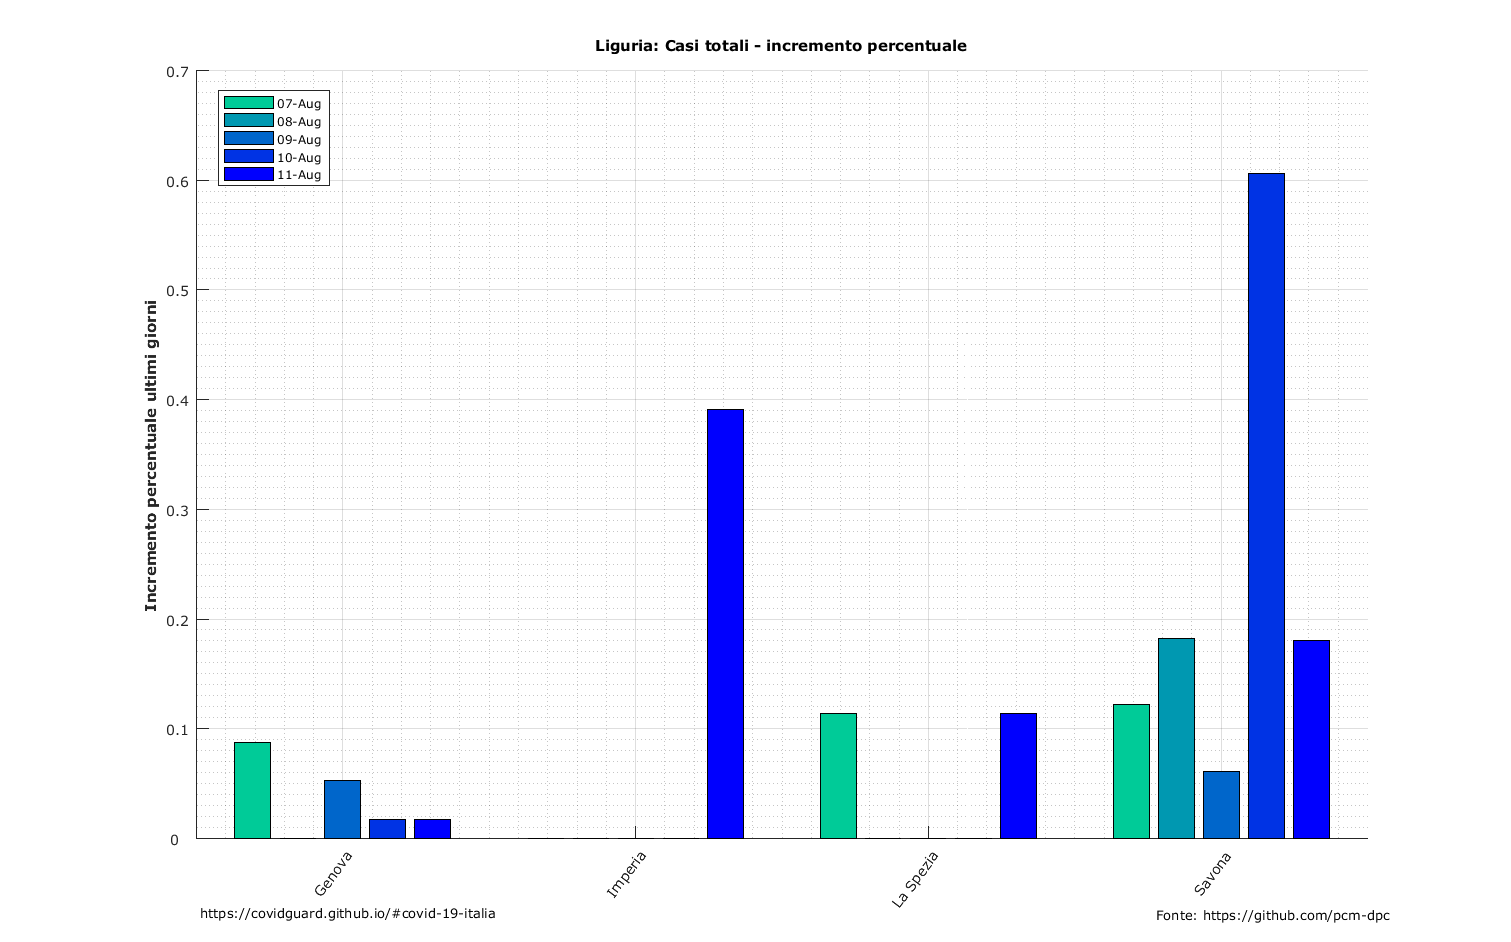 Liguria: Casi totali - incremento percentuale
0.7
0.6
0.5
0.4
0.3
0.2
0.1
0
Incremento percentuale ultimi giorni
07-Aug
08-Aug
09-Aug
10-Aug
11-Aug
Genova
Imperia
La Spezia
Savona
https://covidguard.github.io/#covid-19-italia
Fonte: https://github.com/pcm-dpc